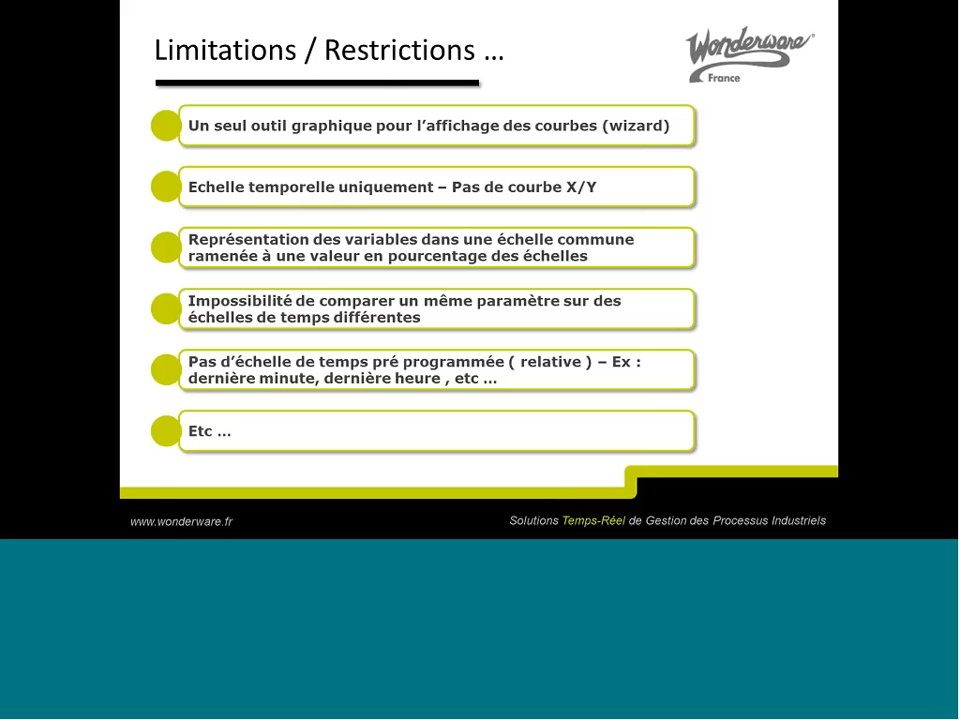 Limitations / Restrictions ...
Wonderware®
France
Un seul outil graphique pour l’affichage des courbes (wizard)
Echelle temporelle uniquement – Pas de courbe X/Y
Représentation des variables dans une échelle commune
ramenée à une valeur en pourcentage des échelles
Impossibilité de comparer un même paramètre sur des
échelles de temps différentes
Pas d’échelle de temps pré programmée ( relative ) – Ex :
dernière minute, dernière heure , etc ...
Etc ...
www.wonderware.fr
Solutions Temps-Réel de Gestion des Processus Industriels